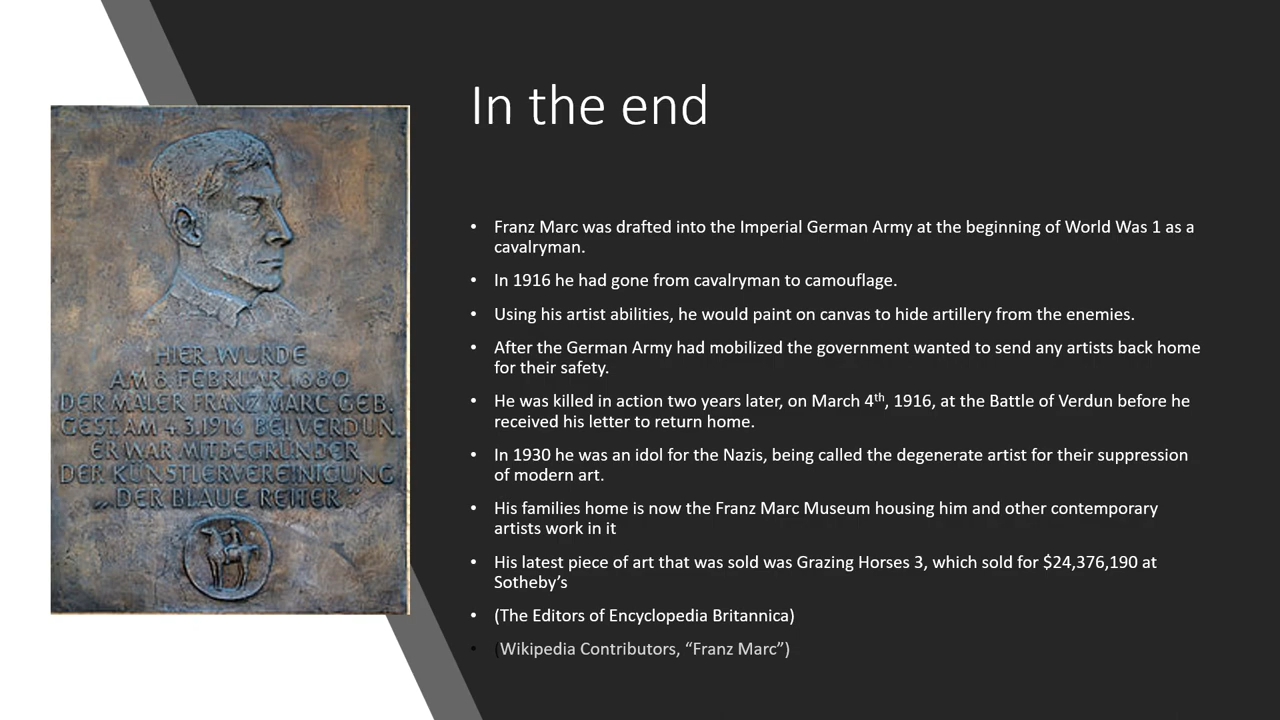 In the end
• Franz Marc was drafted into the Imperial German Army at the beginning of World Was 1 as a
cavalryman.
• In 1916 he had gone from cavalryman to camouflage.
• Using his artist abilities, he would paint on canvas to hide artillery from the enemies.
• After the German Army had mobilized the government wanted to send any artists back home
for their safety.
• He was killed in action two years later, on March 4th, 1916, at the Battle of Verdun before he
received his letter to return home.
• In 1930 he was an idol for the Nazis, being called the degenerate artist for their suppression
of modern art.
• His families home is now the Franz Marc Museum housing him and other contemporary
artists work in it
• His latest piece of art that was sold was Grazing Horses 3, which sold for $24,376,190 at
Sotheby’s
• (The Editors of Encyclopedia Britannica)
• (Wikipedia Contributors, “Franz Marc”)
HIER WURDE
AM 8. FEBRUAR 1880
DER MALER FRANZ MARC GEB.
GEST. AM 4.3.1916 BEI VERDUN.
ER WAR MITBEGRÜNDER
DER KÜNSTLERVEREINIGUNG
„DER BLAUE REITER“